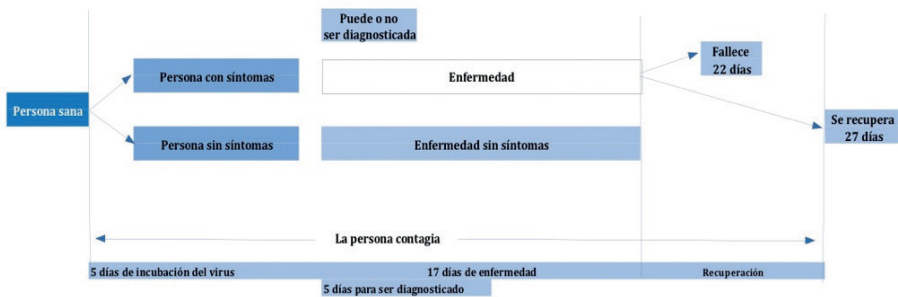 Puede o no
ser diagnosticada
Fallece
22 días
Persona con síntomas
Enfermedad
Persona sana
Se recupera
27 días
Persona sin síntomas
Enfermedad sin síntomas
La persona contagia
5 días de incubación del virus
17 días de enfermedad
Recuperación
5 días para ser diagnosticado